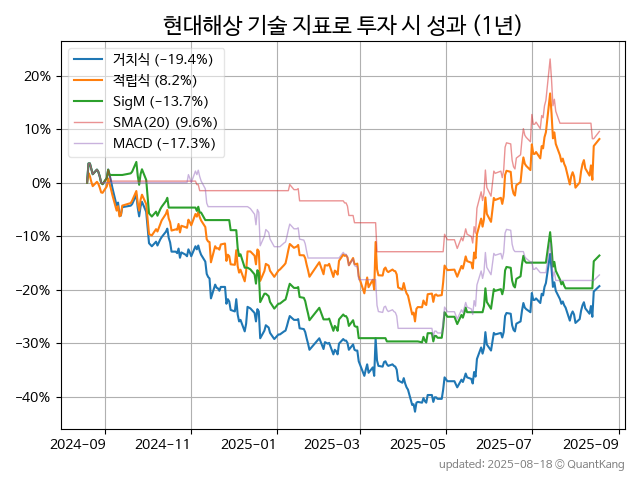 현대해상 기술 지표로 투자 시 성과 (1년)
거치식 (−19.4%)
적립식 (8.2%)
SigM (−13.7%)
SMA(20) (9.6%)
MACD (−17.3%)
20%
10%
0%
−10%
−20%
−30%
−40%
2024-09 2024-11 2025-01 2025-03 2025-05 2025-07 2025-09
updated: 2025-08-18 © QuantKang